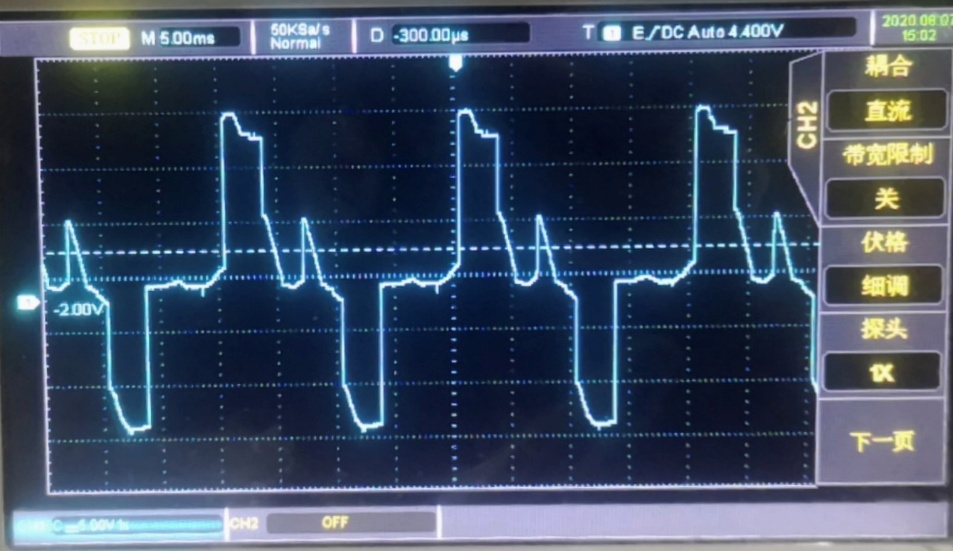 STOP M 5.00ms 50KSa/s Normal D -300.00μs T 1 E DC Auto 4.400V 2020.08.07 15:02
CH2
耦合
直流
带宽限制
关
伏格
细调
探头
1X
下一页
-2.00V
CH2 OFF